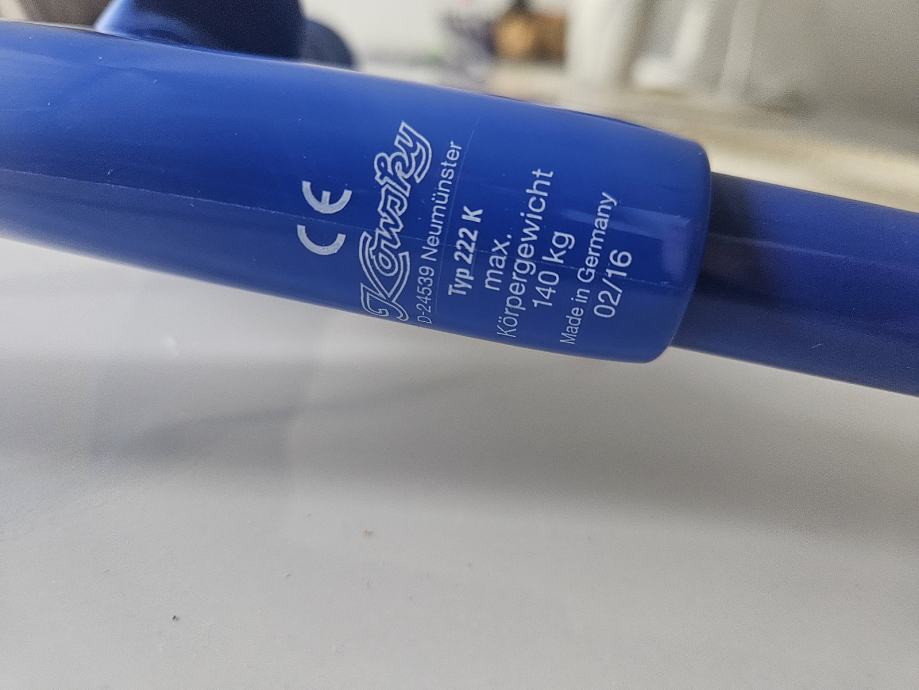 CE
Kowsky
D-24539 Neumünster
Typ 222 K
max.
Körpergewicht
140 kg
Made in Germany
02/16